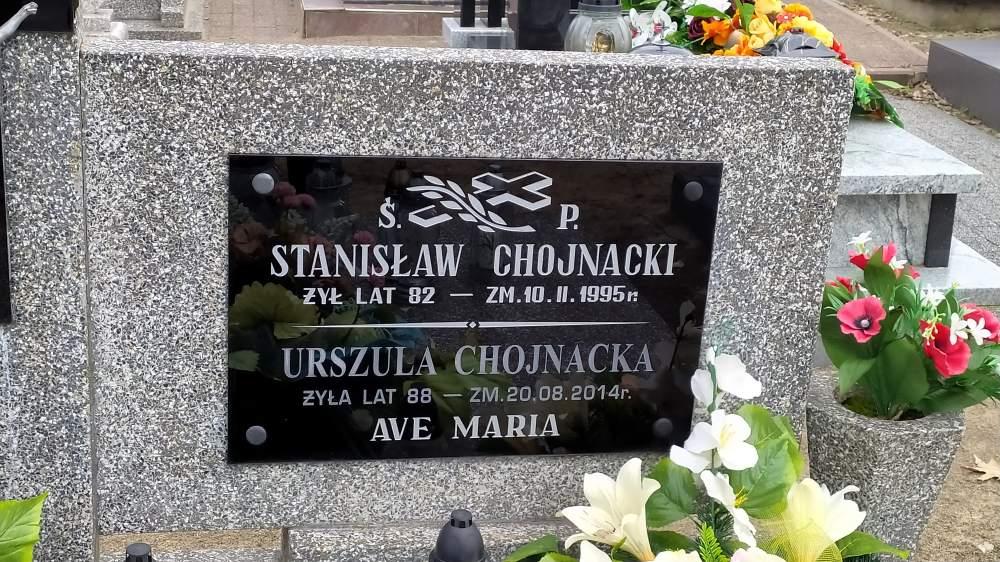 Ś. P.
STANISŁAW CHOJNACKI
ŻYŁ LAT 82 — ZM. 10. II. 1995r.
URSZULA CHOJNACKA
ŻYŁA LAT 88 — ZM. 20.08.2014r.
AVE MARIA